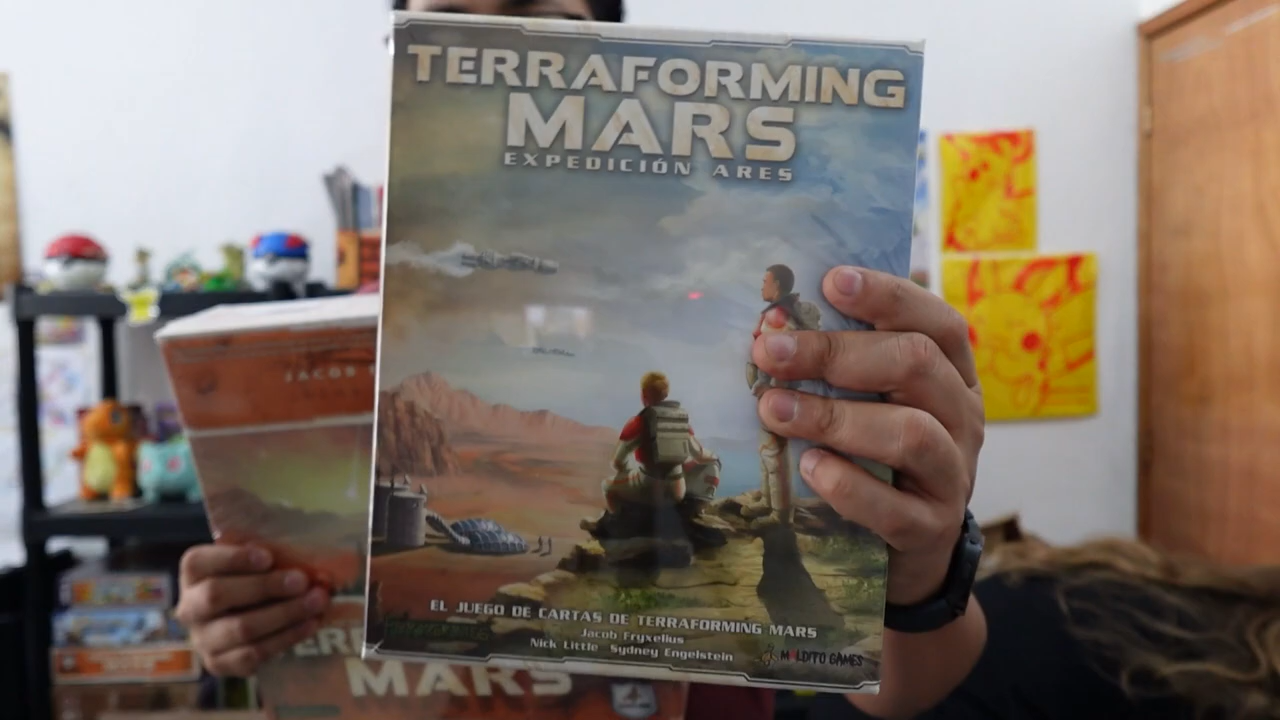 TERRAFORMING
MARS
EXPEDICIÓN ARES
JACOB
EL JUEGO DE CARTAS DE TERRAFORMING MARS
Jacob Fryxelius
Nick Little Sydney Engelstein
MALDITO GAMES
MARS